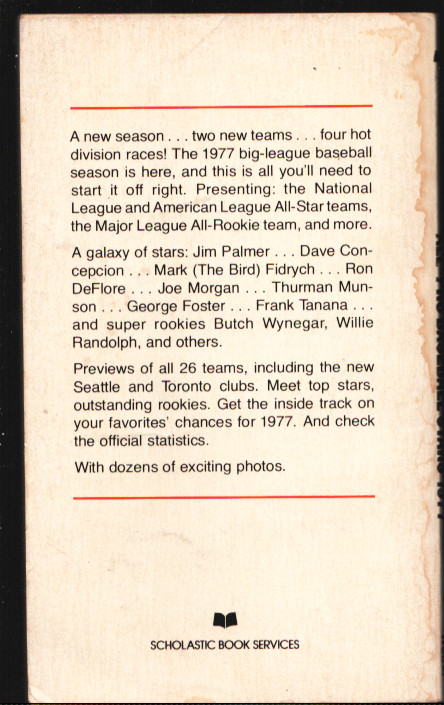 A new season . . . two new teams . . . four hot
division races! The 1977 big-league baseball
season is here, and this is all you'll need to
start it off right. Presenting: the National
League and American League All-Star teams,
the Major League All-Rookie team, and more.
A galaxy of stars: Jim Palmer . . . Dave Con-
cepcion . . . Mark (The Bird) Fidrych . . . Ron
DeFlore . . . Joe Morgan . . . Thurman Mun-
son . . . George Foster . . . Frank Tanana . . .
and super rookies Butch Wynegar, Willie
Randolph, and others.
Previews of all 26 teams, including the new
Seattle and Toronto clubs. Meet top stars,
outstanding rookies. Get the inside track on
your favorites' chances for 1977. And check
the official statistics.
With dozens of exciting photos.
SCHOLASTIC BOOK SERVICES